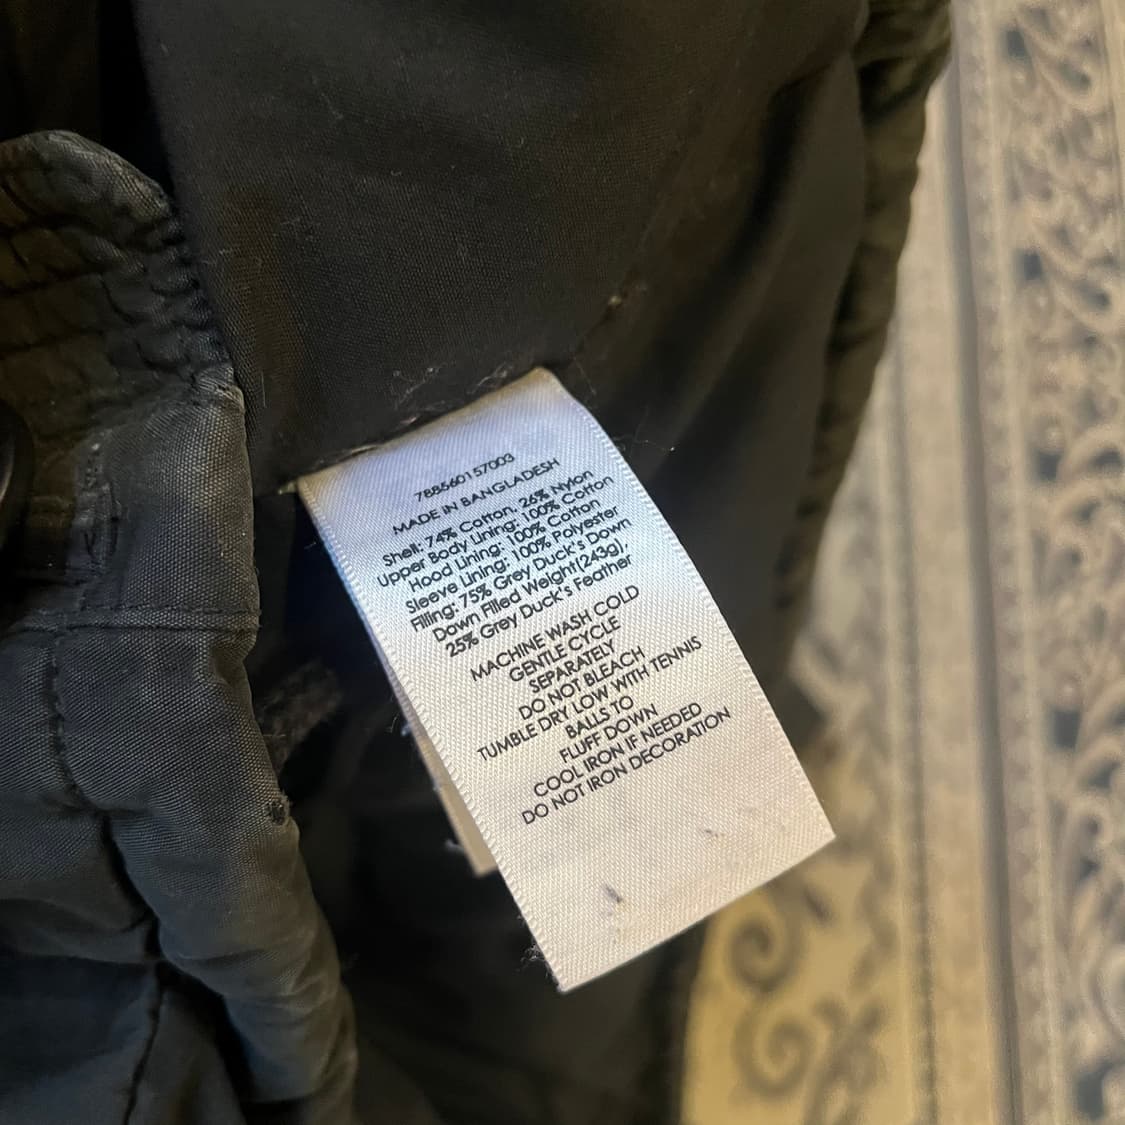 788560157003
MADE IN BANGLADESH
Shell: 74% Cotton, 26% Nylon
Upper Body Lining: 100% Cotton
Hood Lining: 100% Cotton
Sleeve Lining: 100% Polyester
Filling: 75% Grey Duck's Down
Down Filled Weight(243g),
25% Grey Duck's Feather
MACHINE WASH COLD
GENTLE CYCLE
SEPARATELY
DO NOT BLEACH
TUMBLE DRY LOW WITH TENNIS
BALLS TO
FLUFF DOWN
COOL IRON IF NEEDED
DO NOT IRON DECORATION